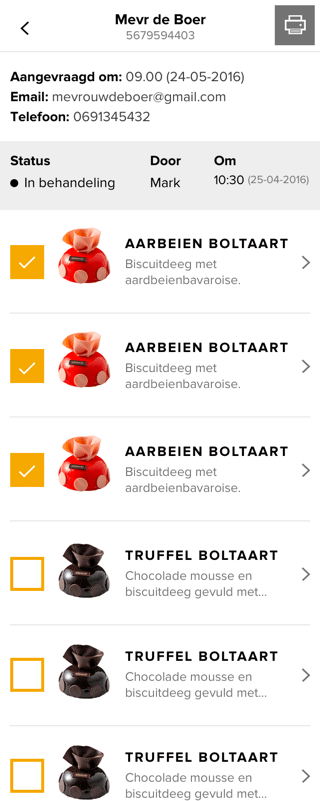 Mevr de Boer
5679594403
Aangevraagd om: 09.00 (24-05-2016)
Email: mevrouwdeboer@gmail.com
Telefoon: 0691345432
Status Door Om
In behandeling Mark 10:30 (25-04-2016)
AARBEIEN BOLTAART
Biscuitdeeg met
aardbeienbavaroise.
AARBEIEN BOLTAART
Biscuitdeeg met
aardbeienbavaroise.
AARBEIEN BOLTAART
Biscuitdeeg met
aardbeienbavaroise.
TRUFFEL BOLTAART
Chocolade mousse en
biscuitdeeg gevuld met...
TRUFFEL BOLTAART
Chocolade mousse en
biscuitdeeg gevuld met...
TRUFFEL BOLTAART
Chocolade mousse en
biscuitdeeg gevuld met...